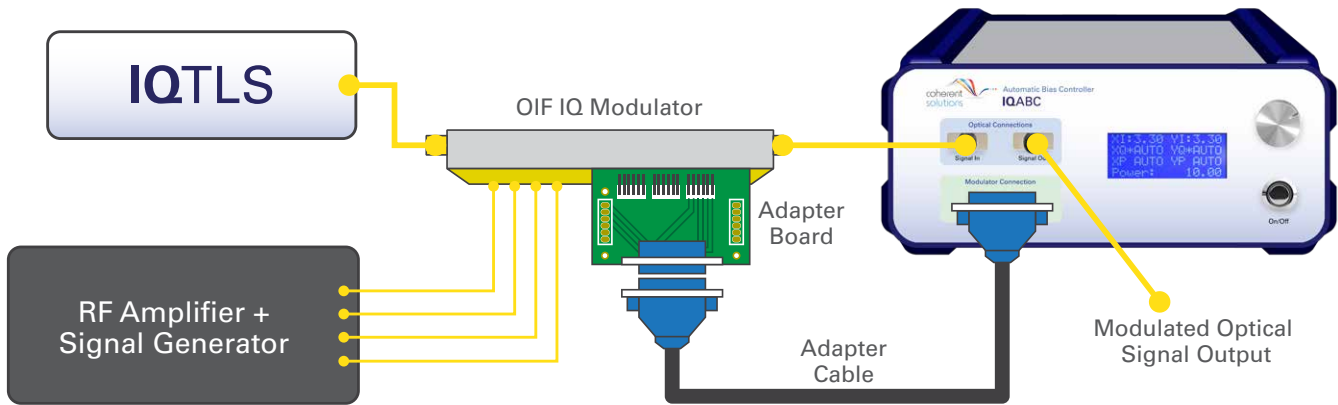 IQTLS
OIF IQ Modulator
Adapter
Board
RF Amplifier +
Signal Generator
Adapter
Cable
coherent
solutions
Automatic Bias Controller
IQABC
Optical Connections
Signal In
Signal Out
Modulator Connection
XI:3.30 YI:3.30
XQ*AUTO YQ*AUTO
XP AUTO YP AUTO
Power: 10.00
On/Off
Modulated Optical
Signal Output